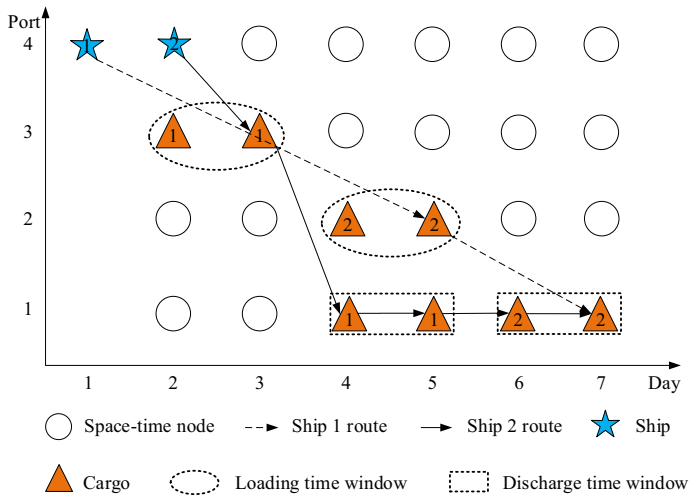 Port
4
1
2
3
1
1
2
2
2
1
1
1
2
2
1
2
3
4
5
6
7
Day
Space-time node
Ship 1 route
Ship 2 route
Ship
Cargo
Loading time window
Discharge time window